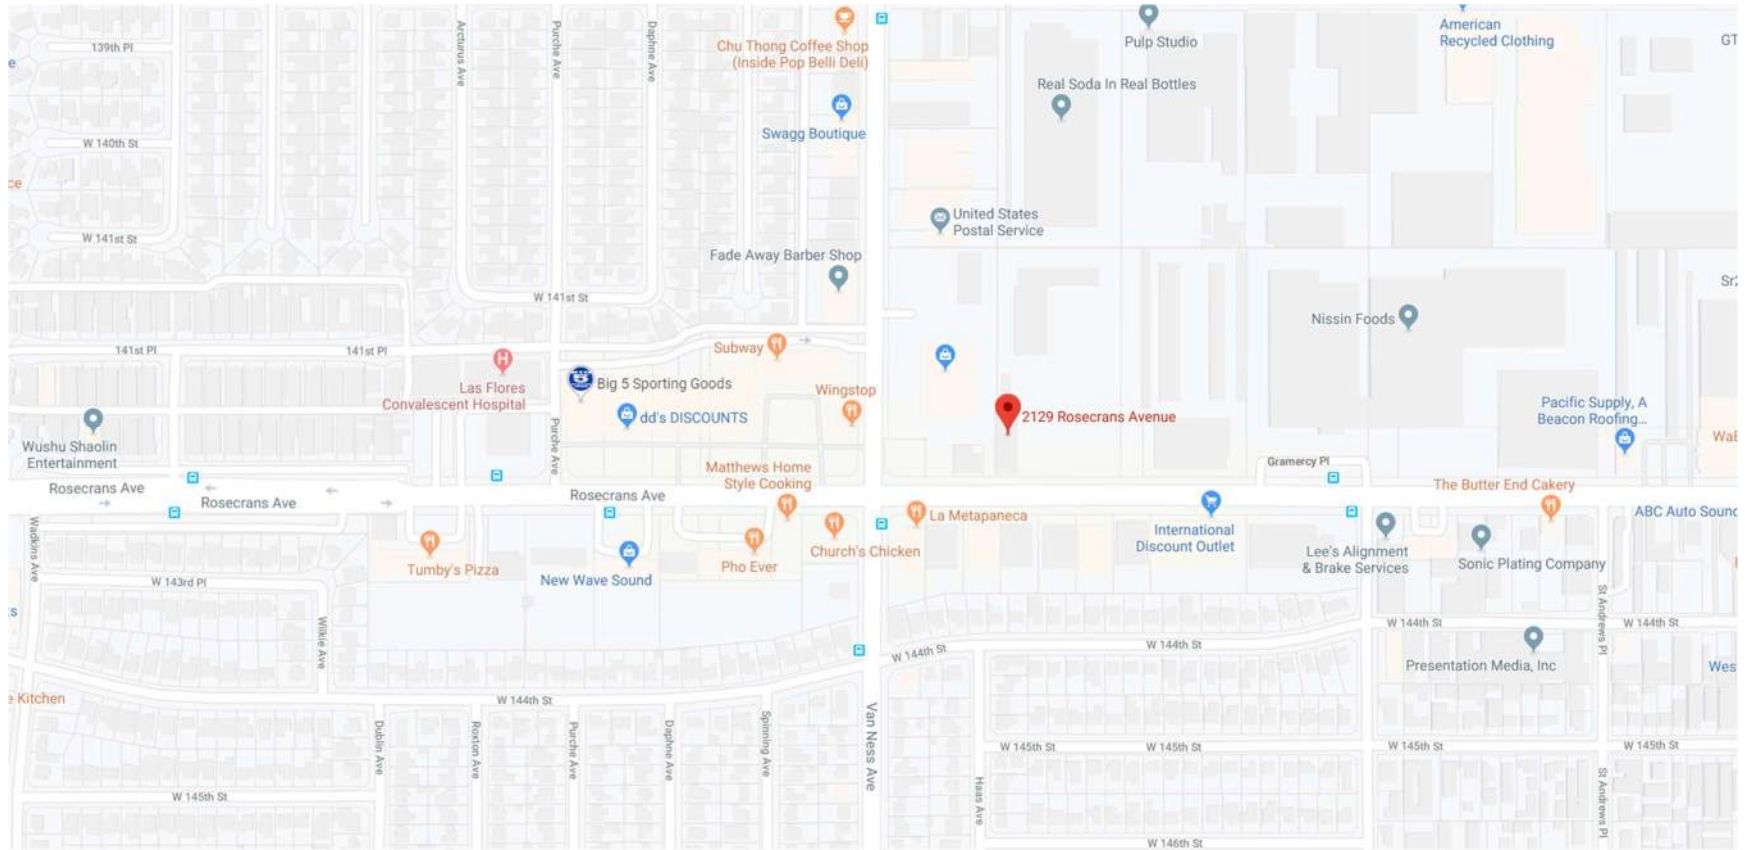 139th Pl
Arcturus Ave
Purche Ave
Daphne Ave
Chu Thong Coffee Shop
(Inside Pop Belli Deli)
Pulp Studio
American
Recycled Clothing
GT
e
Real Soda In Real Bottles
Swagg Boutique
W 140th St
ce
United States
Postal Service
W 141st St
Fade Away Barber Shop
Sr2
W 141st St
Nissin Foods
141st Pl
141st Pl
Subway
H
Las Flores
Convalescent Hospital
Big 5 Sporting Goods
Wingstop
dd's DISCOUNTS
2129 Rosecrans Avenue
Pacific Supply, A
Beacon Roofing...
Wushu Shaolin
Entertainment
Purche Ave
Matthews Home
Style Cooking
Gramercy Pl
Rosecrans Ave
Rosecrans Ave
Rosecrans Ave
The Butter End Cakery
La Metapaneca
ABC Auto Sound
Wadkins Ave
International
Discount Outlet
Church's Chicken
Lee's Alignment
& Brake Services
Sonic Plating Company
Tumby's Pizza
New Wave Sound
Pho Ever
W 143rd Pl
s
Wilkie Ave
St Andrews Pl
W 144th St
W 144th St
W 144th St
W 144th St
Presentation Media, Inc
Wes
e Kitchen
W 144th St
Dublin Ave
Roxton Ave
Purche Ave
Daphne Ave
Spinning Ave
Van Ness Ave
W 145th St
W 145th St
W 145th St
W 145th St
Haas Ave
St Andrews Pl
W 145th St
W 146th St